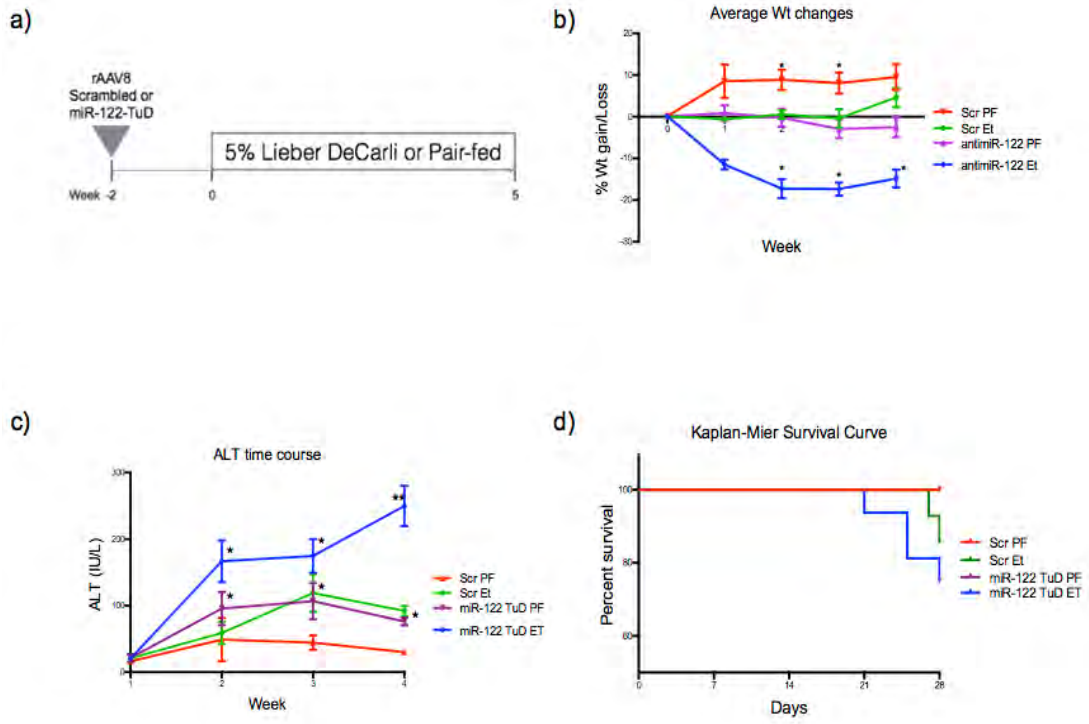 a)
rAAV8
Scrambled or
miR-122-TuD
5% Lieber DeCarli or Pair-fed
Week -2
0
5
b)
Average Wt changes
20
10
0
-10
-20
-30
0
1
2
3
4
% Wt gain/Loss
Week
* * * * *
Scr PF
Scr Et
antimiR-122 PF
antimiR-122 Et
c)
ALT time course
300
200
100
0
1
2
3
4
ALT (IU/L)
Week
* * ** * * *
Scr PF
Scr Et
miR-122 TuD PF
miR-122 TuD ET
d)
Kaplan-Mier Survival Curve
100
80
60
0
7
14
21
28
Percent survival
Days
Scr PF
Scr Et
miR-122 TuD PF
miR-122 TuD ET